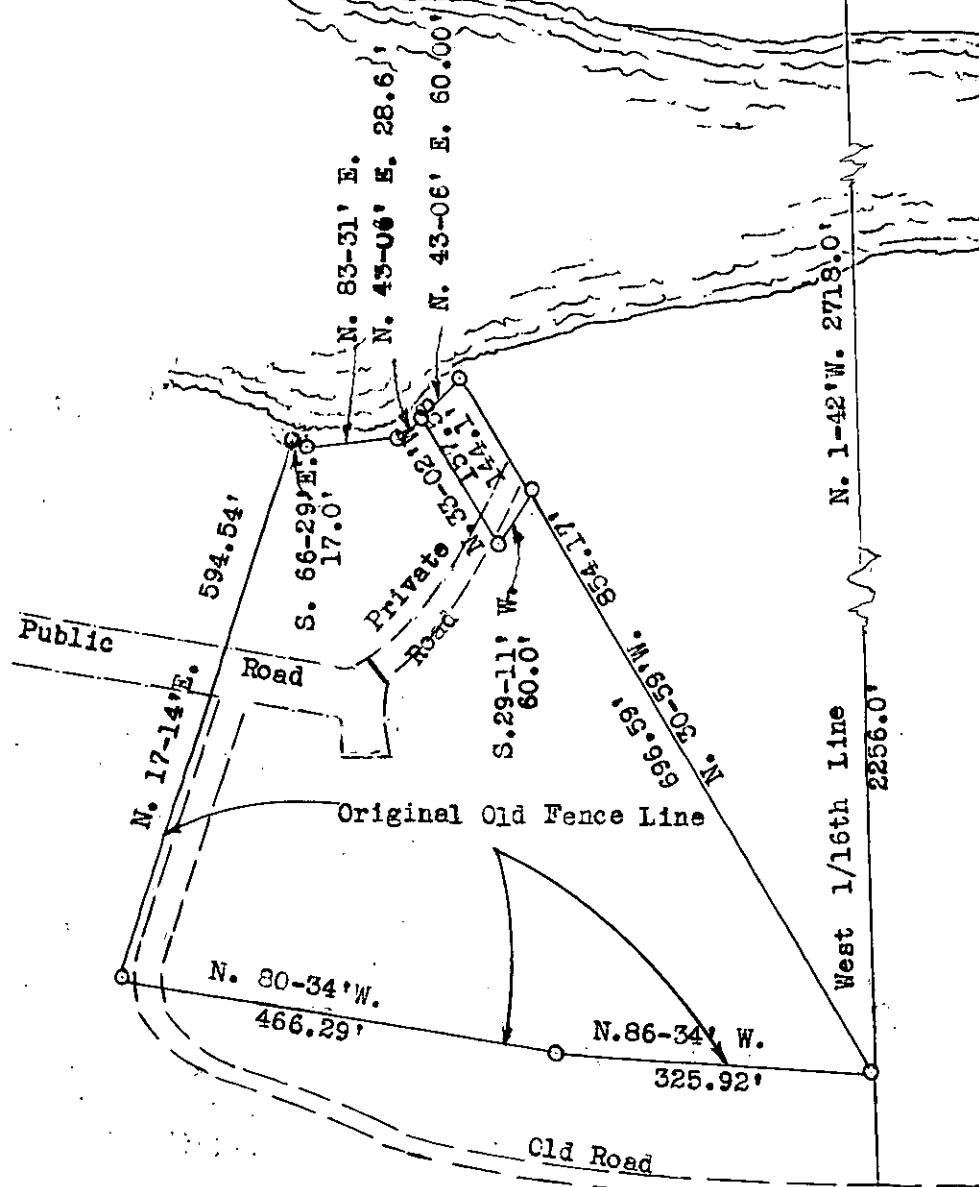 N. 83-31' E.
N. 43-06' E. 28.6'
N. 43-06' E. 60.00'
594.54'
N. 17-14'E.
S. 66-29'E.
17.0'
N. 33-02'W.
157.58
144.1'
Public
Road
Private
Road
S.29-11' W.
60.0'
854.17'
696.59'
N. 30-59'W.
N. 1-42'W. 2718.0'
West 1/16th Line
2256.0'
Original Old Fence Line
N. 80-34'W.
466.29'
N.86-34' W.
325.92'
Old Road